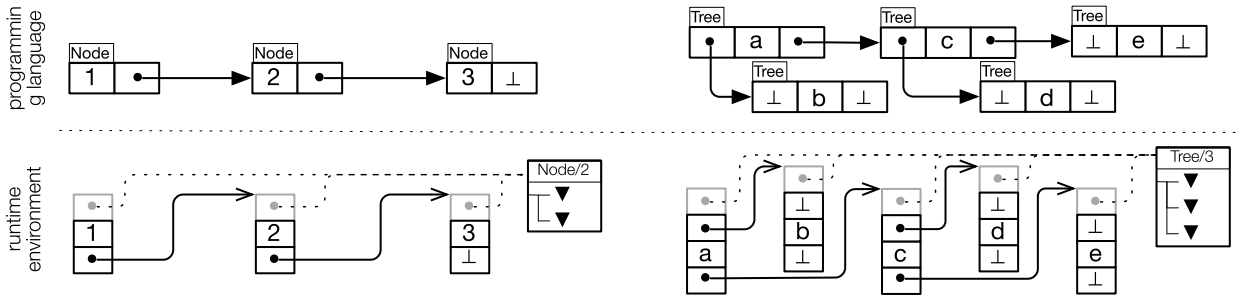 programmin
g language
Node
Node
Node
1
2
3 ⊥
Tree
Tree
Tree
a
c
⊥ e ⊥
Tree
Tree
⊥ b ⊥
⊥ d ⊥
runtime
environment
Node/2
▼
▼
1
2
3
⊥
Tree/3
▼
▼
▼
a
⊥
b
⊥
c
⊥
d
⊥
⊥
e
⊥